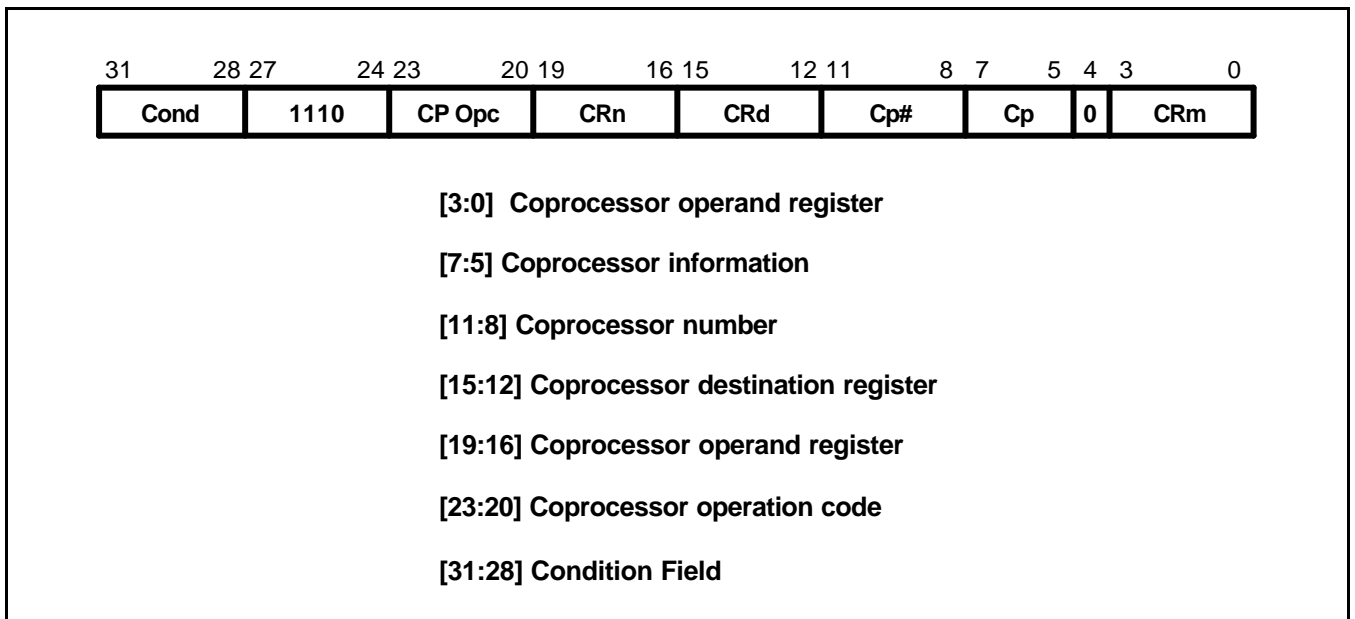 31 28 27 24 23 20 19 16 15 12 11 8 7 5 4 3 0
Cond 1110 CP Opc CRn CRd Cp# Cp 0 CRm
[3:0] Coprocessor operand register
[7:5] Coprocessor information
[11:8] Coprocessor number
[15:12] Coprocessor destination register
[19:16] Coprocessor operand register
[23:20] Coprocessor operation code
[31:28] Condition Field